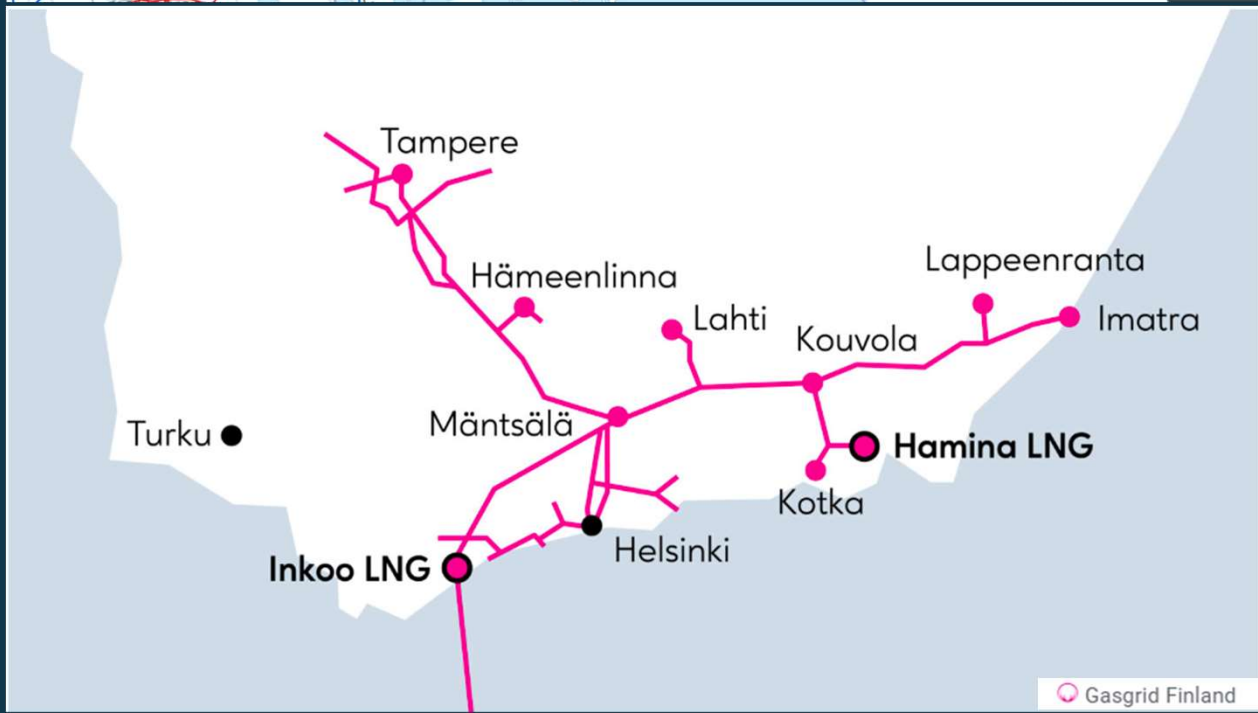 Tampere
Hämeenlinna
Lappeenranta
Lahti
Imatra
Kouvola
Turku
Mäntsälä
Hamina LNG
Kotka
Helsinki
Inkoo LNG
Gasgrid Finland